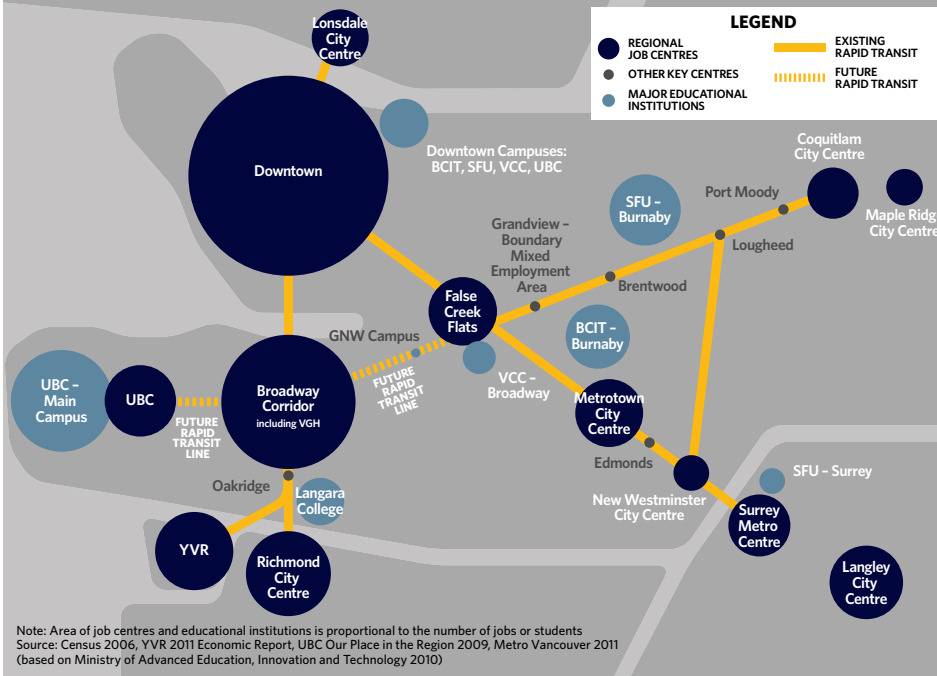 Lonsdale
City
Centre
LEGEND
REGIONAL
JOB CENTRES
OTHER KEY CENTRES
MAJOR EDUCATIONAL
INSTITUTIONS
EXISTING
RAPID TRANSIT
FUTURE
RAPID TRANSIT
Downtown
Downtown Campuses:
BCIT, SFU, VCC, UBC
Coquitlam
City Centre
Port Moody
Maple Ridg
City Centre
SFU –
Burnaby
Lougheed
Grandview –
Boundary
Mixed
Employment
Area
Brentwood
False
Creek
Flats
BCIT –
Burnaby
GNW Campus
FUTURE
RAPID
TRANSIT
LINE
VCC –
Broadway
UBC –
Main
Campus
UBC
FUTURE
RAPID
TRANSIT
LINE
Broadway
Corridor
including VGH
Metrotown
City
Centre
Edmonds
New Westminster
City Centre
SFU – Surrey
Surrey
Metro
Centre
Oakridge
Langara
College
YVR
Richmond
City
Centre
Langley
City
Centre
Note: Area of job centres and educational institutions is proportional to the number of jobs or students
Source: Census 2006, YVR 2011 Economic Report, UBC Our Place in the Region 2009, Metro Vancouver 2011
(based on Ministry of Advanced Education, Innovation and Technology 2010)